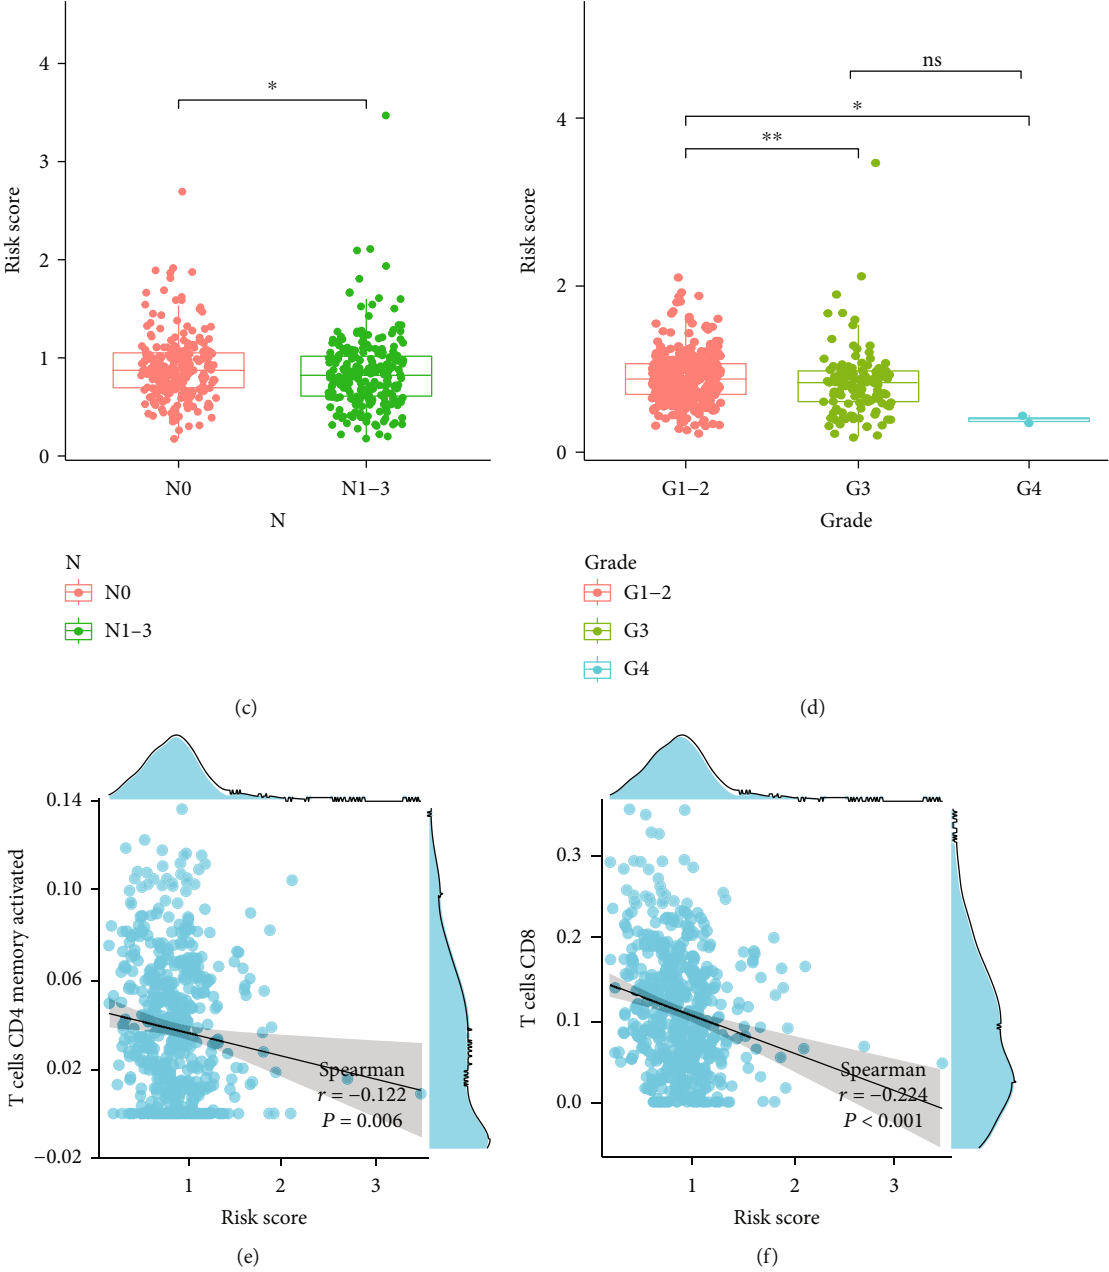 4
3
2
1
0
Risk score
*
N0
N1−3
N
N
N0
N1−3
(c)
4
2
0
Risk score
ns
*
**
G1−2
G3
G4
Grade
Grade
G1−2
G3
G4
(d)
0.14
0.10
0.06
0.02
−0.02
T cells CD4 memory activated
Spearman
r = −0.122
P = 0.006
1
2
3
Risk score
(e)
0.3
0.2
0.1
0.0
T cells CD8
Spearman
r = −0.224
P < 0.001
1
2
3
Risk score
(f)